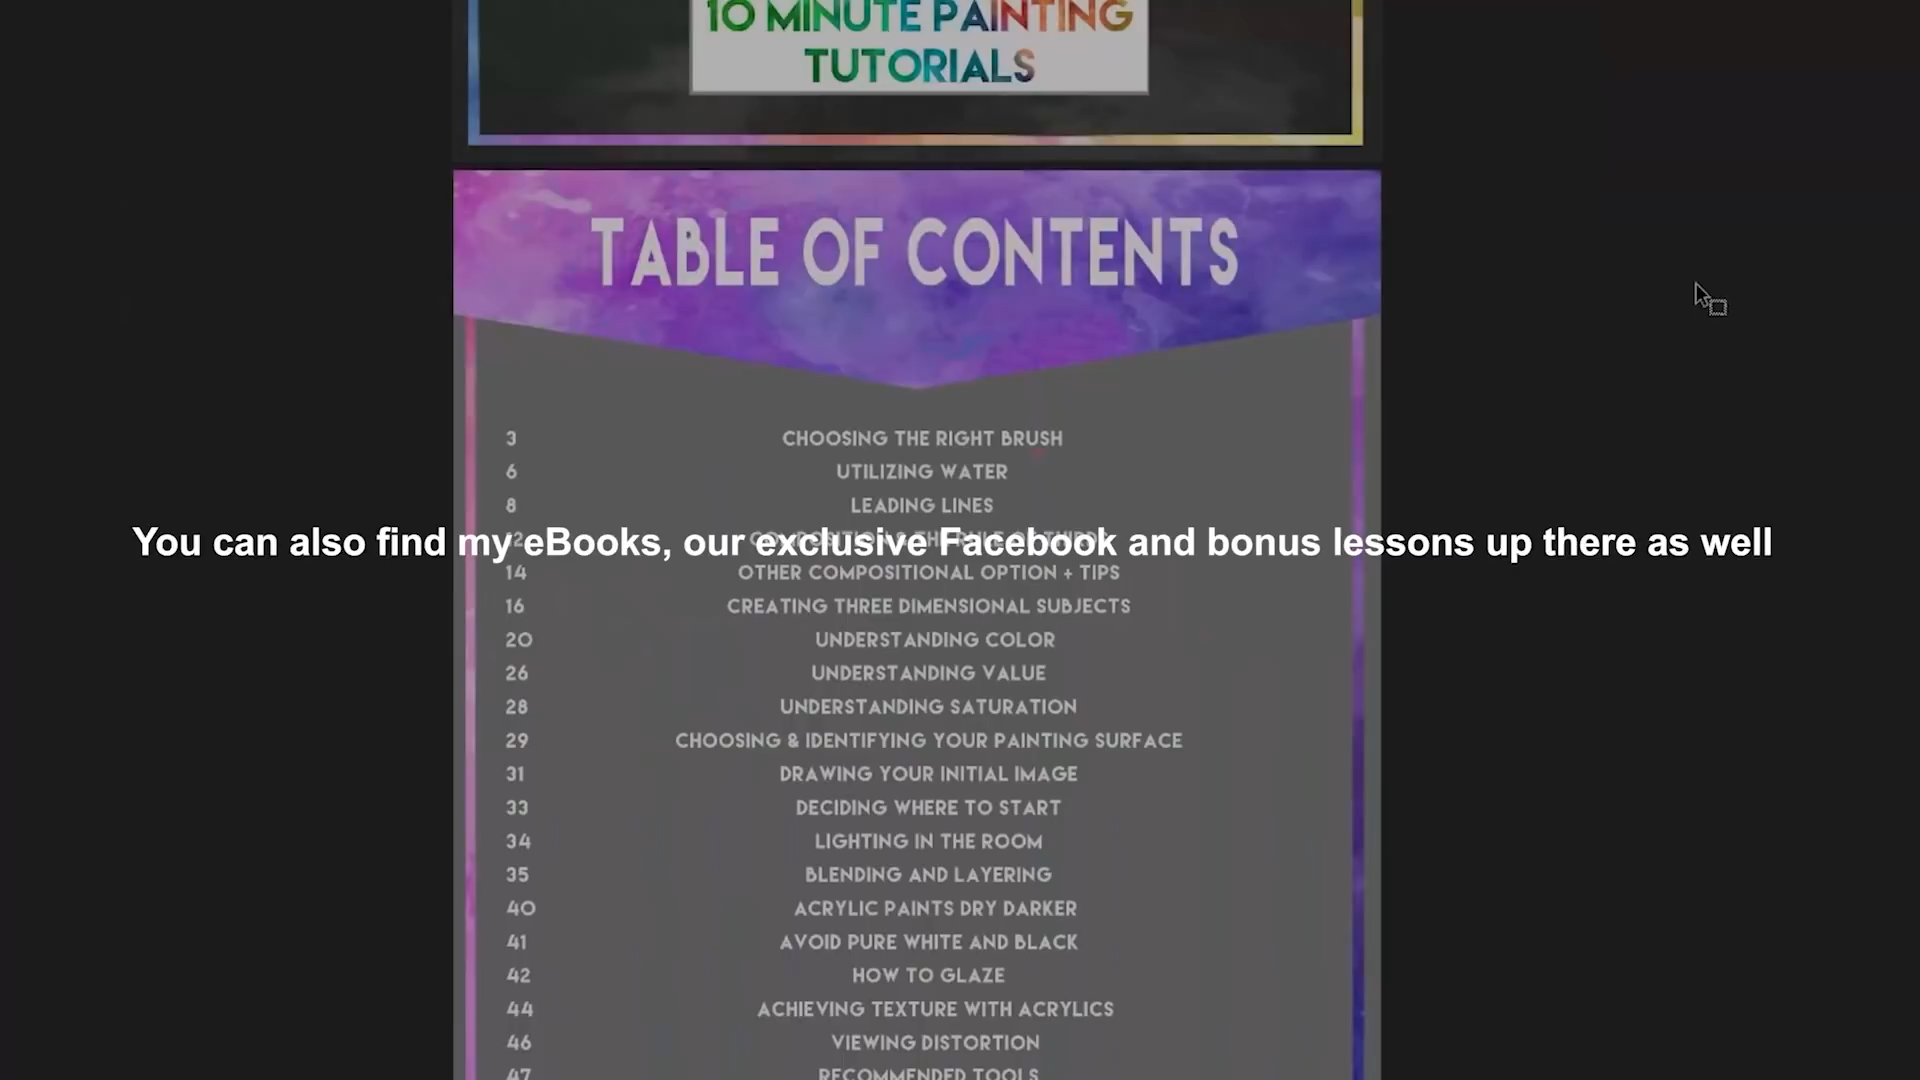 10 MINUTE PAINTING
TUTORIALS
TABLE OF CONTENTS
3 CHOOSING THE RIGHT BRUSH
6 UTILIZING WATER
8 LEADING LINES
You can also find my eBooks, our exclusive Facebook and bonus lessons up there as well
14 OTHER COMPOSITIONAL OPTION + TIPS
16 CREATING THREE DIMENSIONAL SUBJECTS
20 UNDERSTANDING COLOR
26 UNDERSTANDING VALUE
28 UNDERSTANDING SATURATION
29 CHOOSING & IDENTIFYING YOUR PAINTING SURFACE
31 DRAWING YOUR INITIAL IMAGE
33 DECIDING WHERE TO START
34 LIGHTING IN THE ROOM
35 BLENDING AND LAYERING
40 ACRYLIC PAINTS DRY DARKER
41 AVOID PURE WHITE AND BLACK
42 HOW TO GLAZE
44 ACHIEVING TEXTURE WITH ACRYLICS
46 VIEWING DISTORTION
47 RECOMMENDED TOOLS